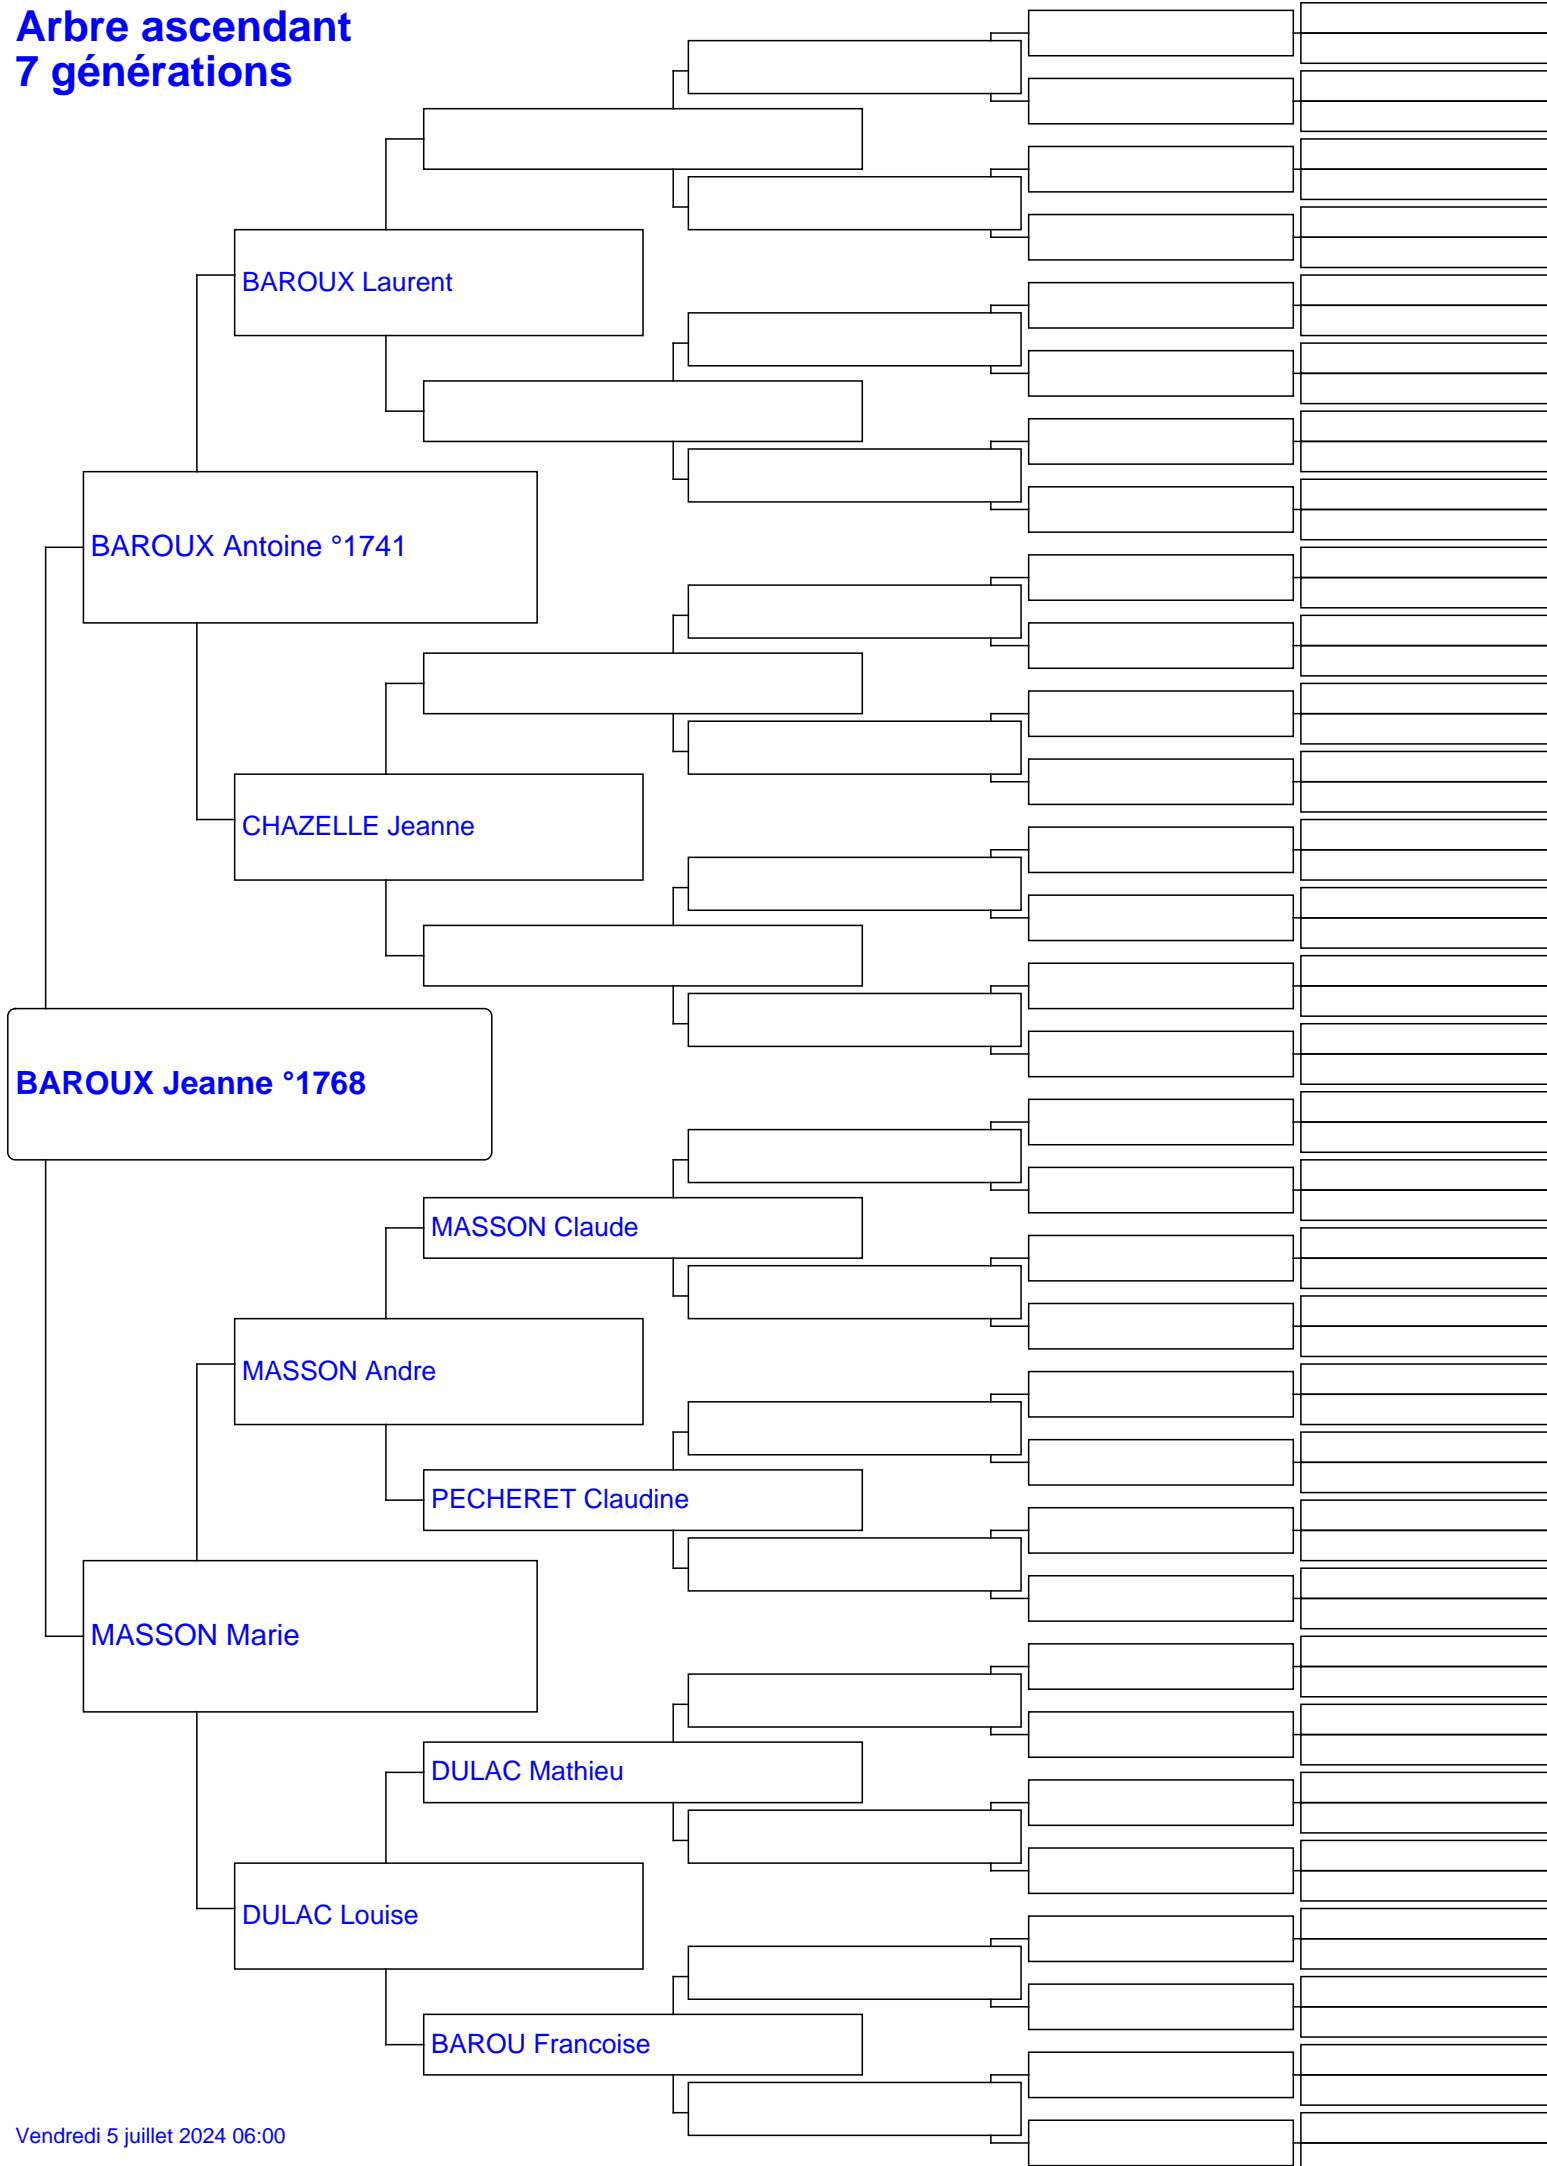 Arbre ascendant
7 générations
BAROUX Laurent
BAROUX Antoine °1741
CHAZELLE Jeanne
BAROUX Jeanne °1768
MASSON Claude
MASSON Andre
PECHERET Claudine
MASSON Marie
DULAC Mathieu
DULAC Louise
BAROU Francoise
Vendredi 5 juillet 2024 06:00